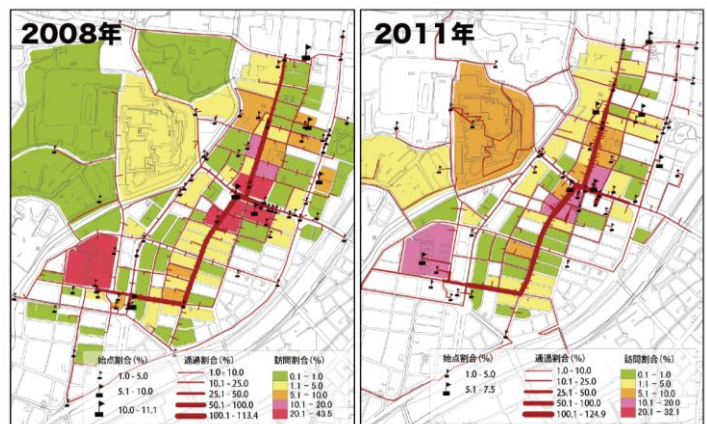 2008年
始点割合(%)
1.0 - 5.0
5.1 - 10.0
10.0 - 11.1
通過割合(%)
1.0 - 10.0
10.1 - 25.0
25.1 - 50.0
50.1 - 100.0
100.1 - 113.4
訪問割合(%)
0.1 - 1.0
1.1 - 5.0
5.1 - 10.0
10.1 - 20.0
20.1 - 43.5
2011年
始点割合(%)
1.0 - 5.0
5.1 - 7.5
通過割合(%)
1.0 - 10.0
10.1 - 25.0
25.1 - 50.0
50.1 - 100.0
100.1 - 124.9
訪問割合(%)
0.1 - 1.0
1.1 - 5.0
5.1 - 10.0
10.1 - 20.0
20.1 - 32.1